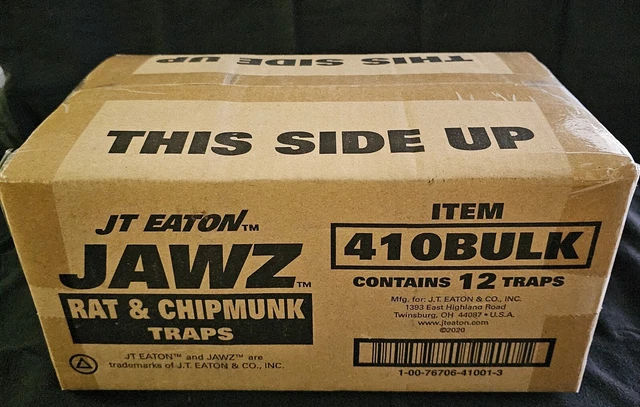 THIS SIDE UP
THIS SIDE UP
JT EATON™
JAWZ™
RAT & CHIPMUNK
TRAPS
JT EATON™ and JAWZ™ are
trademarks of J.T. EATON & CO., INC.
ITEM
410BULK
CONTAINS 12 TRAPS
Mfg. for: J.T. EATON & CO., INC.
1393 East Highland Road
Twinsburg, OH 44087 • U.S.A.
www.jteaton.com
©2020
1-00-76706-41001-3